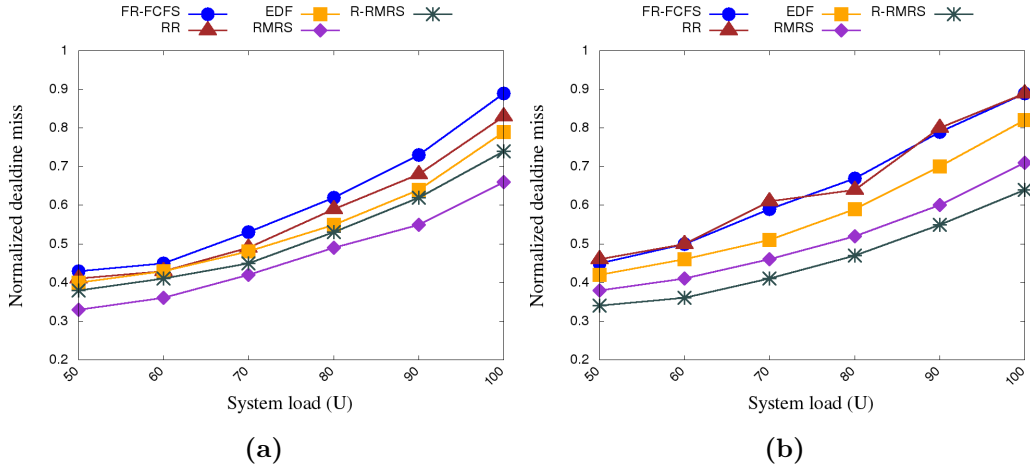 FR-FCFS EDF R-RMRS
RR RMRS
1
0.9
0.8
0.7
0.6
0.5
0.4
0.3
0.2
Normalized dealdine miss
50 60 70 80 90 100
System load (U)
(a)
FR-FCFS EDF R-RMRS
RR RMRS
1
0.9
0.8
0.7
0.6
0.5
0.4
0.3
0.2
Normalized dealdine miss
50 60 70 80 90 100
System load (U)
(b)